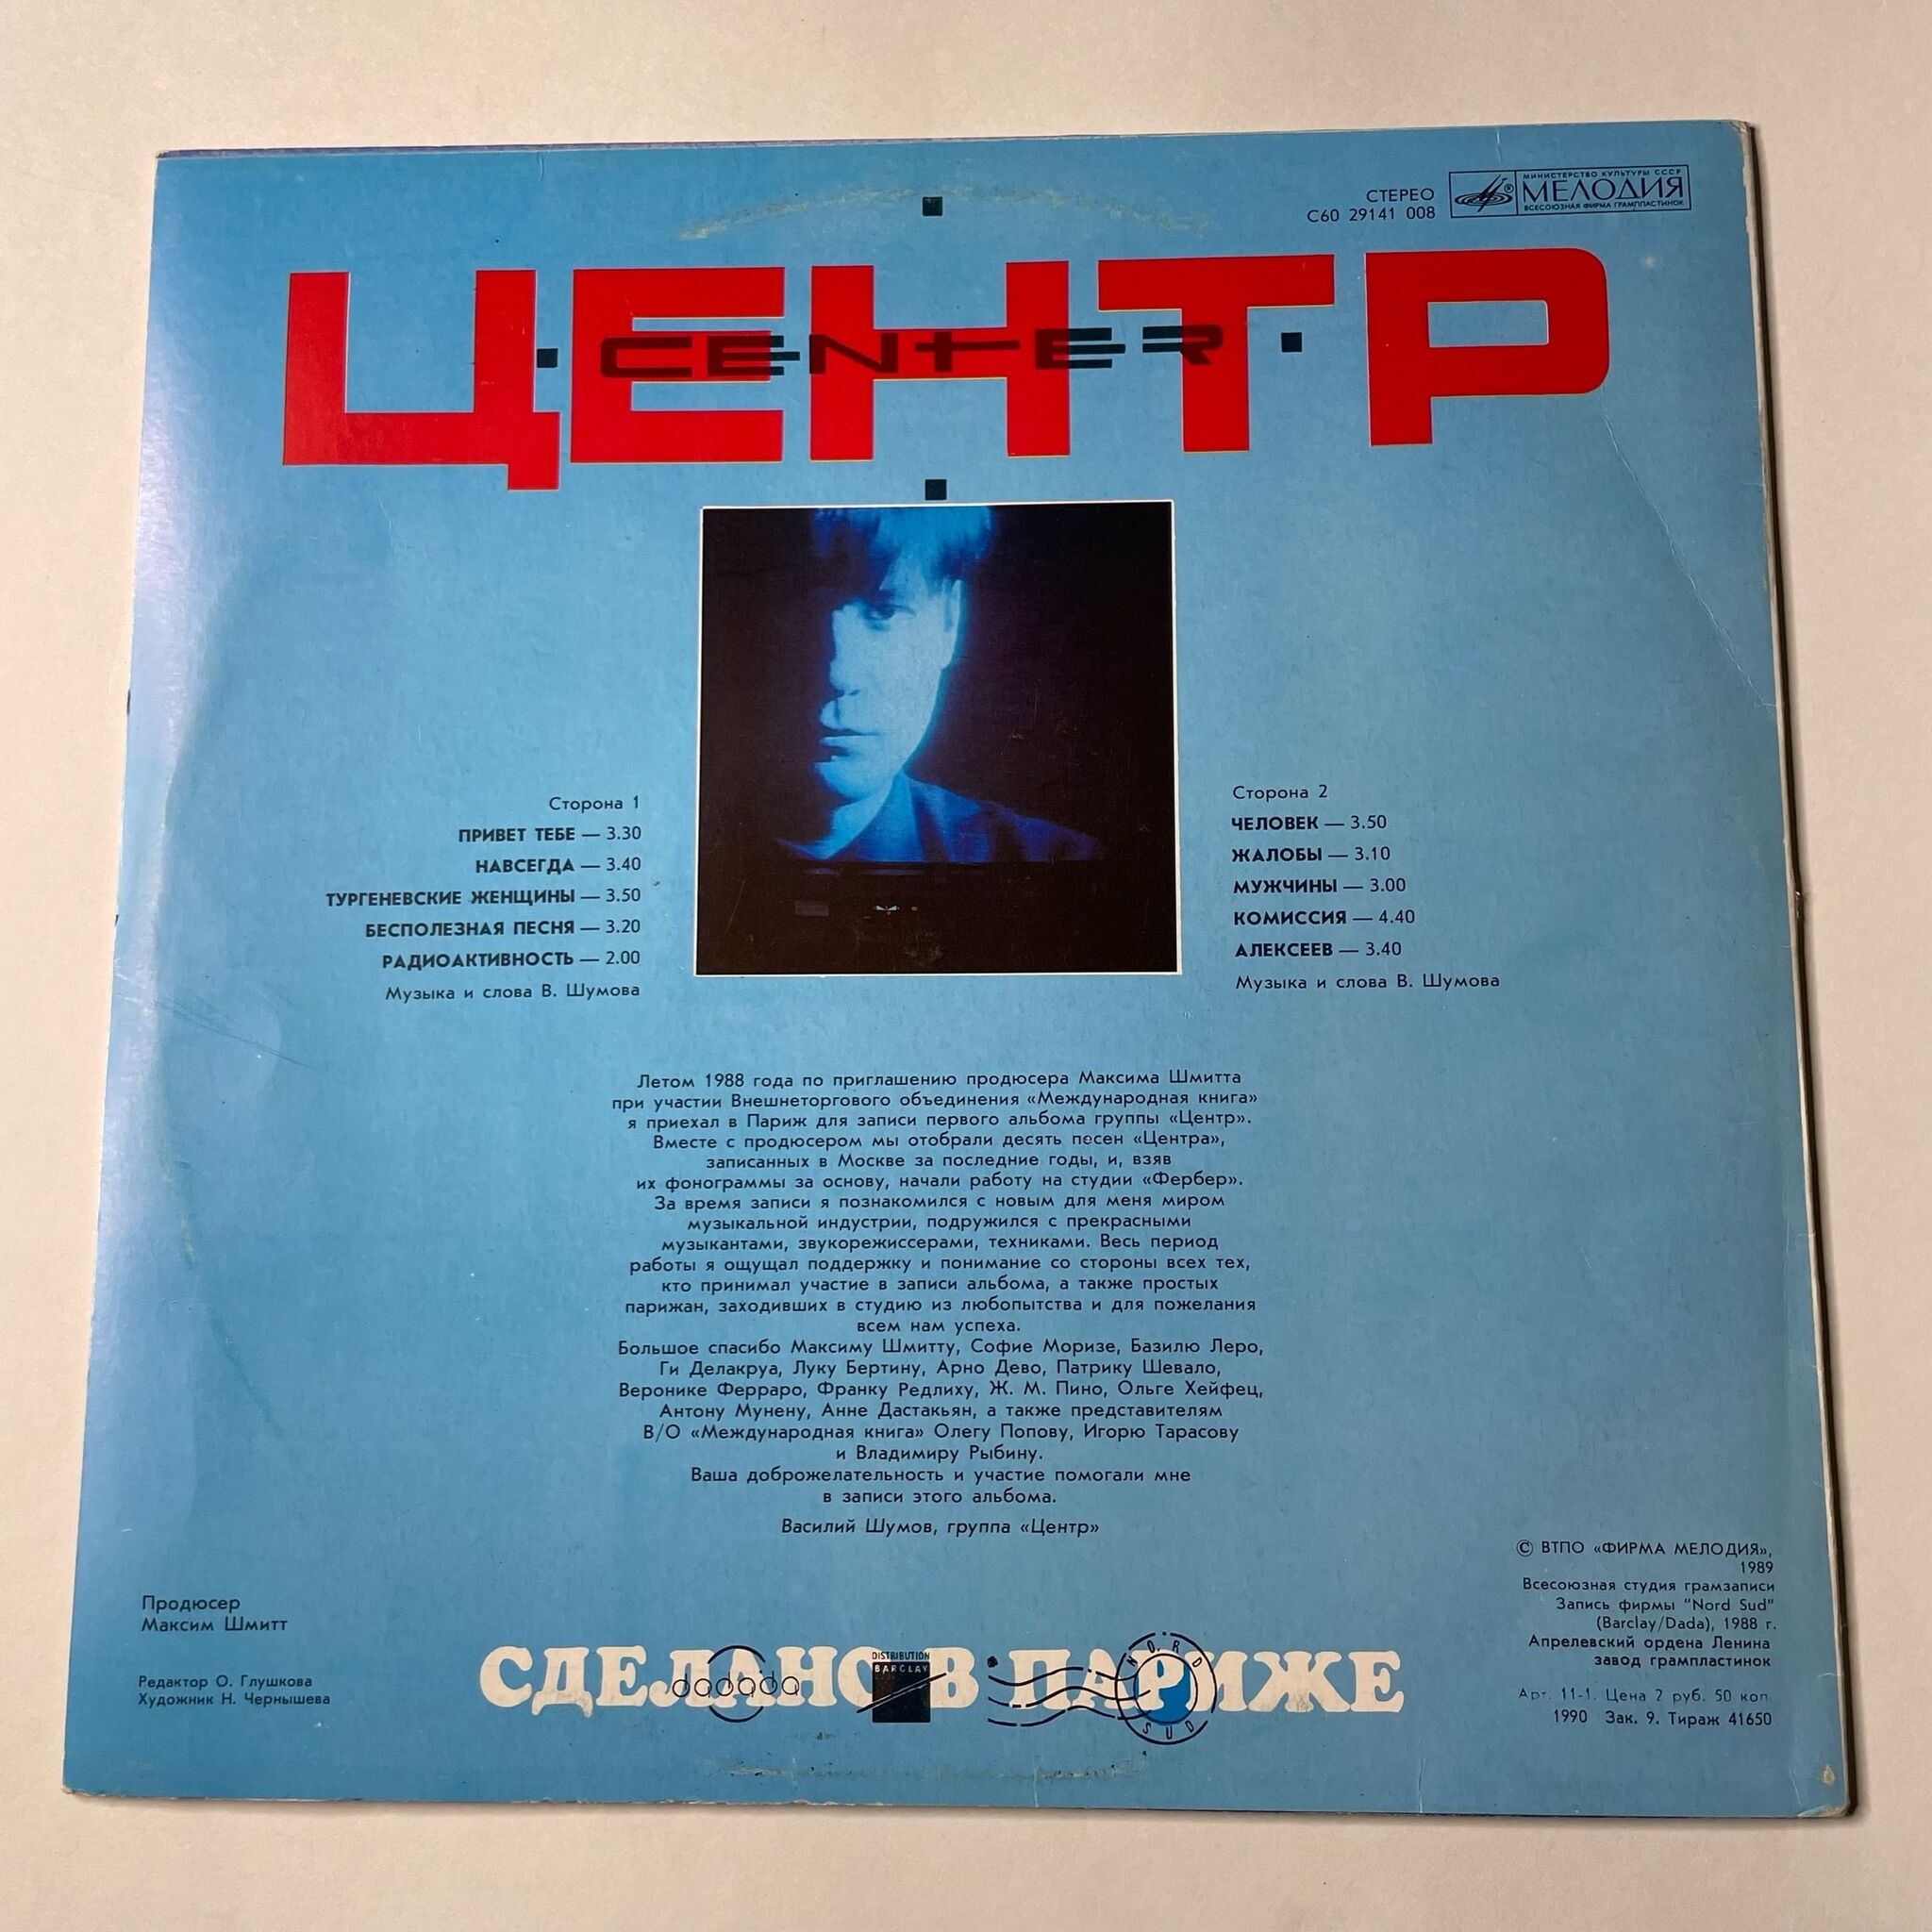 СТЕРЕО
С60 29141 008
МИНИСТЕРСТВО КУЛЬТУРЫ СССР
МЕЛОДИЯ
ВСЕСОЮЗНАЯ ФИРМА ГРАМПЛАСТИНОК
ЦЕНТР
CENTER
Сторона 1
ПРИВЕТ ТЕБЕ — 3.30
НАВСЕГДА — 3.40
ТУРГЕНЕВСКИЕ ЖЕНЩИНЫ — 3.50
БЕСПОЛЕЗНАЯ ПЕСНЯ — 3.20
РАДИОАКТИВНОСТЬ — 2.00
Музыка и слова В. Шумова
Сторона 2
ЧЕЛОВЕК — 3.50
ЖАЛОБЫ — 3.10
МУЖЧИНЫ — 3.00
КОМИССИЯ — 4.40
АЛЕКСЕЕВ — 3.40
Музыка и слова В. Шумова
Летом 1988 года по приглашению продюсера Максима Шмитта
при участии Внешнеторгового объединения «Международная книга»
я приехал в Париж для записи первого альбома группы «Центр».
Вместе с продюсером мы отобрали десять песен «Центра»,
записанных в Москве за последние годы, и, взяв
их фонограммы за основу, начали работу на студии «Фербер».
За время записи я познакомился с новым для меня миром
музыкальной индустрии, подружился с прекрасными
музыкантами, звукорежиссерами, техниками. Весь период
работы я ощущал поддержку и понимание со стороны всех тех,
кто принимал участие в записи альбома, а также простых
парижан, заходивших в студию из любопытства и для пожелания
всем нам успеха.
Большое спасибо Максиму Шмитту, Софие Моризе, Базилю Леро,
Ги Делакруа, Луку Бертину, Арно Дево, Патрику Шевало,
Веронике Ферраро, Франку Редлиху, Ж. М. Пино, Ольге Хейфец,
Антону Мунену, Анне Дастакьян, а также представителям
В/О «Международная книга» Олегу Попову, Игорю Тарасову
и Владимиру Рыбину.
Ваша доброжелательность и участие помогали мне
в записи этого альбома.
Василий Шумов, группа «Центр»
Продюсер
Максим Шмитт
Редактор О. Глушкова
Художник Н. Чернышева
СДЕЛАНО В ПАРИЖЕ
DISTRIBUTION
BARCLAY
NORD
SUD
© ВТПО «ФИРМА МЕЛОДИЯ»,
1989
Всесоюзная студия грамзаписи
Запись фирмы "Nord Sud"
(Barclay/Dada), 1988 г.
Апрелевский ордена Ленина
завод грампластинок
Арт. 11-1. Цена 2 руб. 50 коп.
1990 Зак. 9. Тираж 41650